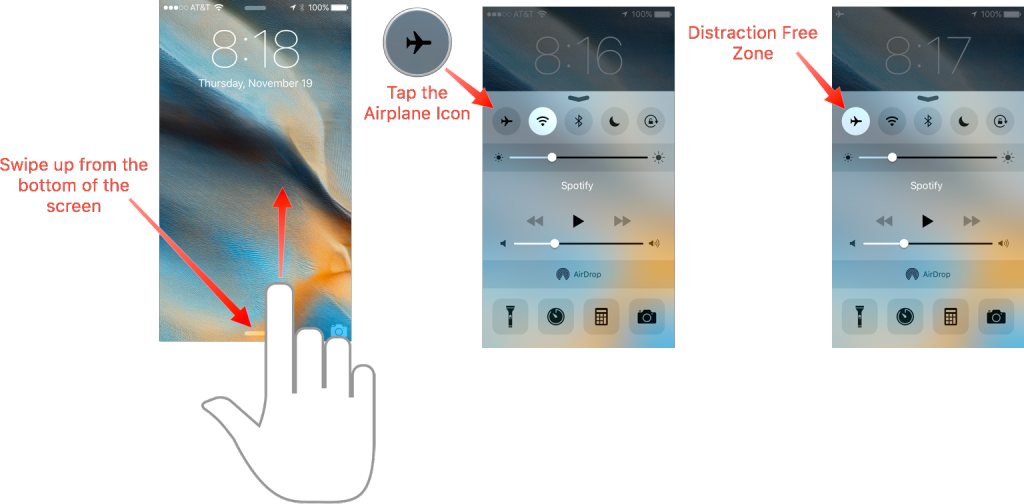 AT&T 100%
8:18
Thursday, November 19
Swipe up from the
bottom of the
screen
Tap the
Airplane Icon
AT&T 100%
8:16
Spotify
AirDrop
Distraction Free
Zone
100%
8:17
Spotify
AirDrop